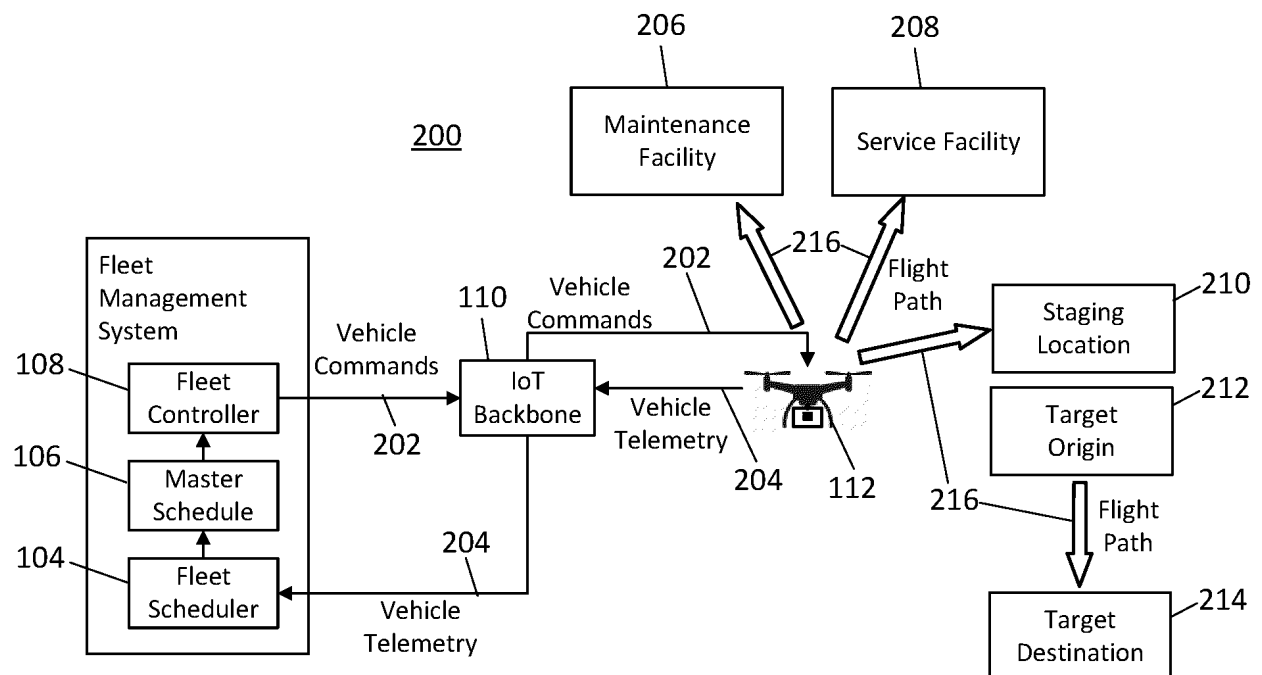 206
208
Maintenance
Facility
Service Facility
200
216
202
Flight
Path
Fleet
Management
System
110
Vehicle
Commands
210
Staging
Location
Vehicle
Commands
108
Fleet
Controller
IoT
Backbone
212
Target
Origin
202
Vehicle
Telemetry
204
112
216
106
Master
Schedule
Flight
Path
104
Fleet
Scheduler
204
Vehicle
Telemetry
214
Target
Destination